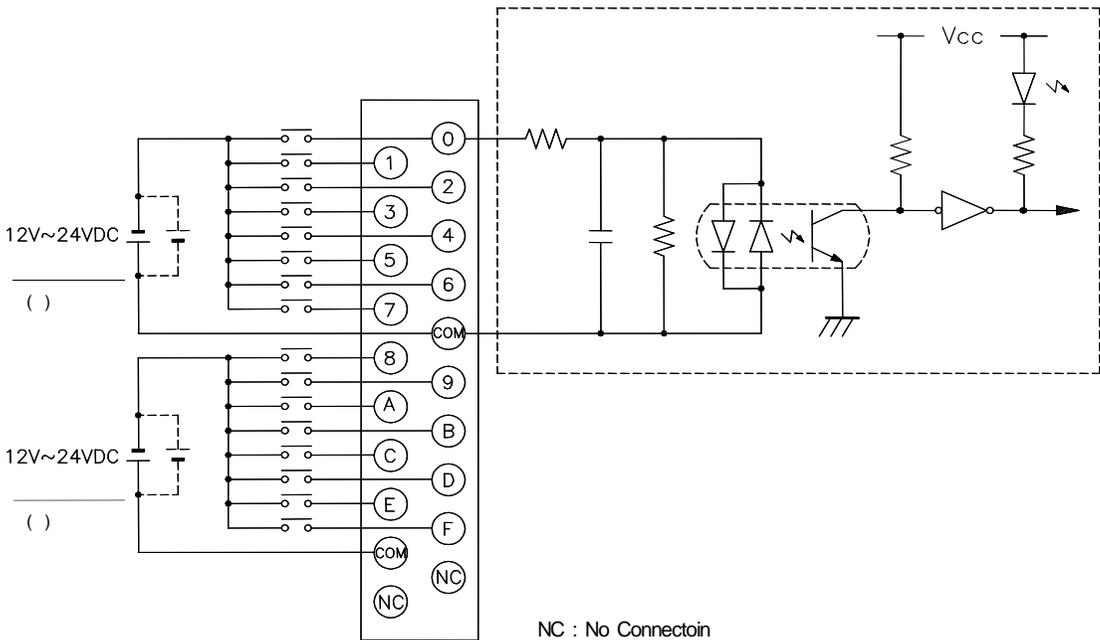 Vcc
0
1
2
3
12V~24VDC
4
5
6
( )
7
COM
8
9
A
B
12V~24VDC
C
D
E
( )
F
COM
NC
NC
NC : No Connectoin